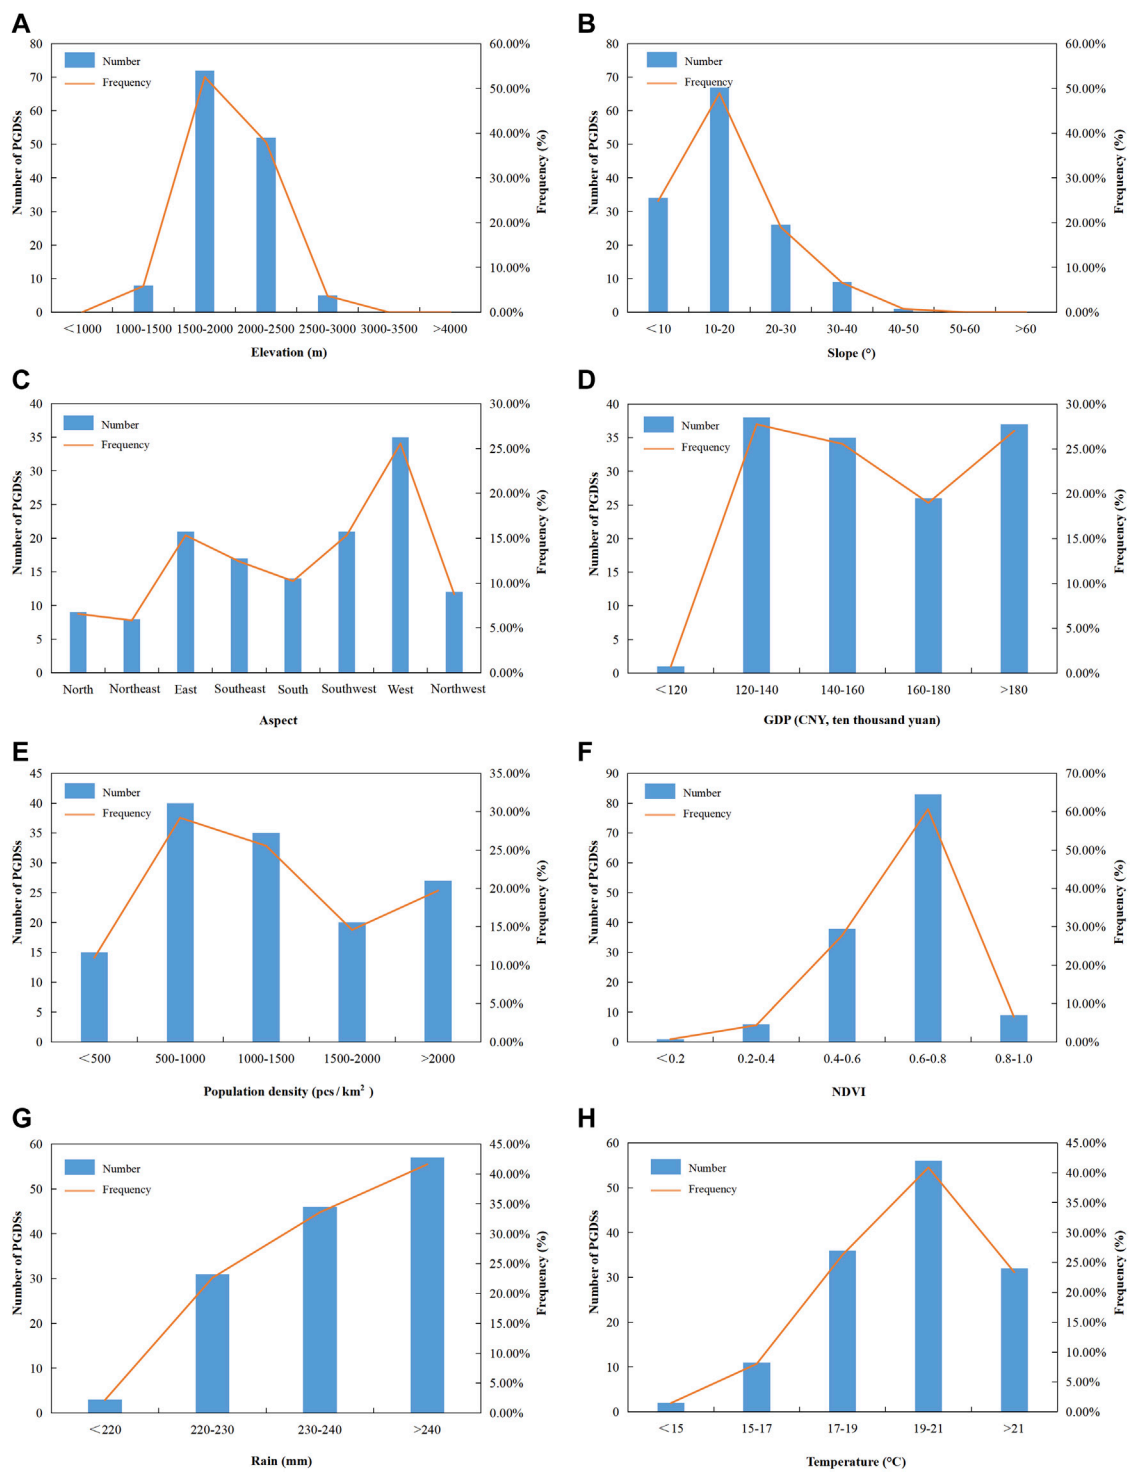 A
Number
Frequency
Number of PGDSs
80
70
60
50
40
30
20
10
0
60.00%
50.00%
40.00%
30.00%
20.00%
10.00%
0.00%
Frequency (%)
<1000 1000-1500 1500-2000 2000-2500 2500-3000 3000-3500 >4000
Elevation (m)
B
Number
Frequency
Number of PGDSs
80
70
60
50
40
30
20
10
0
60.00%
50.00%
40.00%
30.00%
20.00%
10.00%
0.00%
Frequency (%)
<10 10-20 20-30 30-40 40-50 50-60 >60
Slope (°)
C
Number
Frequency
Number of PGDSs
40
35
30
25
20
15
10
5
0
30.00%
25.00%
20.00%
15.00%
10.00%
5.00%
0.00%
Frequency (%)
North Northeast East Southeast South Southwest West Northwest
Aspect
D
Number
Frequency
Number of PGDSs
40
35
30
25
20
15
10
5
0
30.00%
25.00%
20.00%
15.00%
10.00%
5.00%
0.00%
Frequency (%)
<120 120-140 140-160 160-180 >180
GDP (CNY, ten thousand yuan)
E
Number
Frequency
Number of PGDSs
45
40
35
30
25
20
15
10
5
0
35.00%
30.00%
25.00%
20.00%
15.00%
10.00%
5.00%
0.00%
Frequency (%)
<500 500-1000 1000-1500 1500-2000 >2000
Population density (pcs/km²)
F
Number
Frequency
Number of PGDSs
90
80
70
60
50
40
30
20
10
0
70.00%
60.00%
50.00%
40.00%
30.00%
20.00%
10.00%
0.00%
Frequency (%)
<0.2 0.2-0.4 0.4-0.6 0.6-0.8 0.8-1.0
NDVI
G
Number
Frequency
Number of PGDSs
60
50
40
30
20
10
0
45.00%
40.00%
35.00%
30.00%
25.00%
20.00%
15.00%
10.00%
5.00%
0.00%
Frequency (%)
<220 220-230 230-240 >240
Rain (mm)
H
Number
Frequency
Number of PGDSs
60
50
40
30
20
10
0
45.00%
40.00%
35.00%
30.00%
25.00%
20.00%
15.00%
10.00%
5.00%
0.00%
Frequency (%)
<15 15-17 17-19 19-21 >21
Temperature (°C)